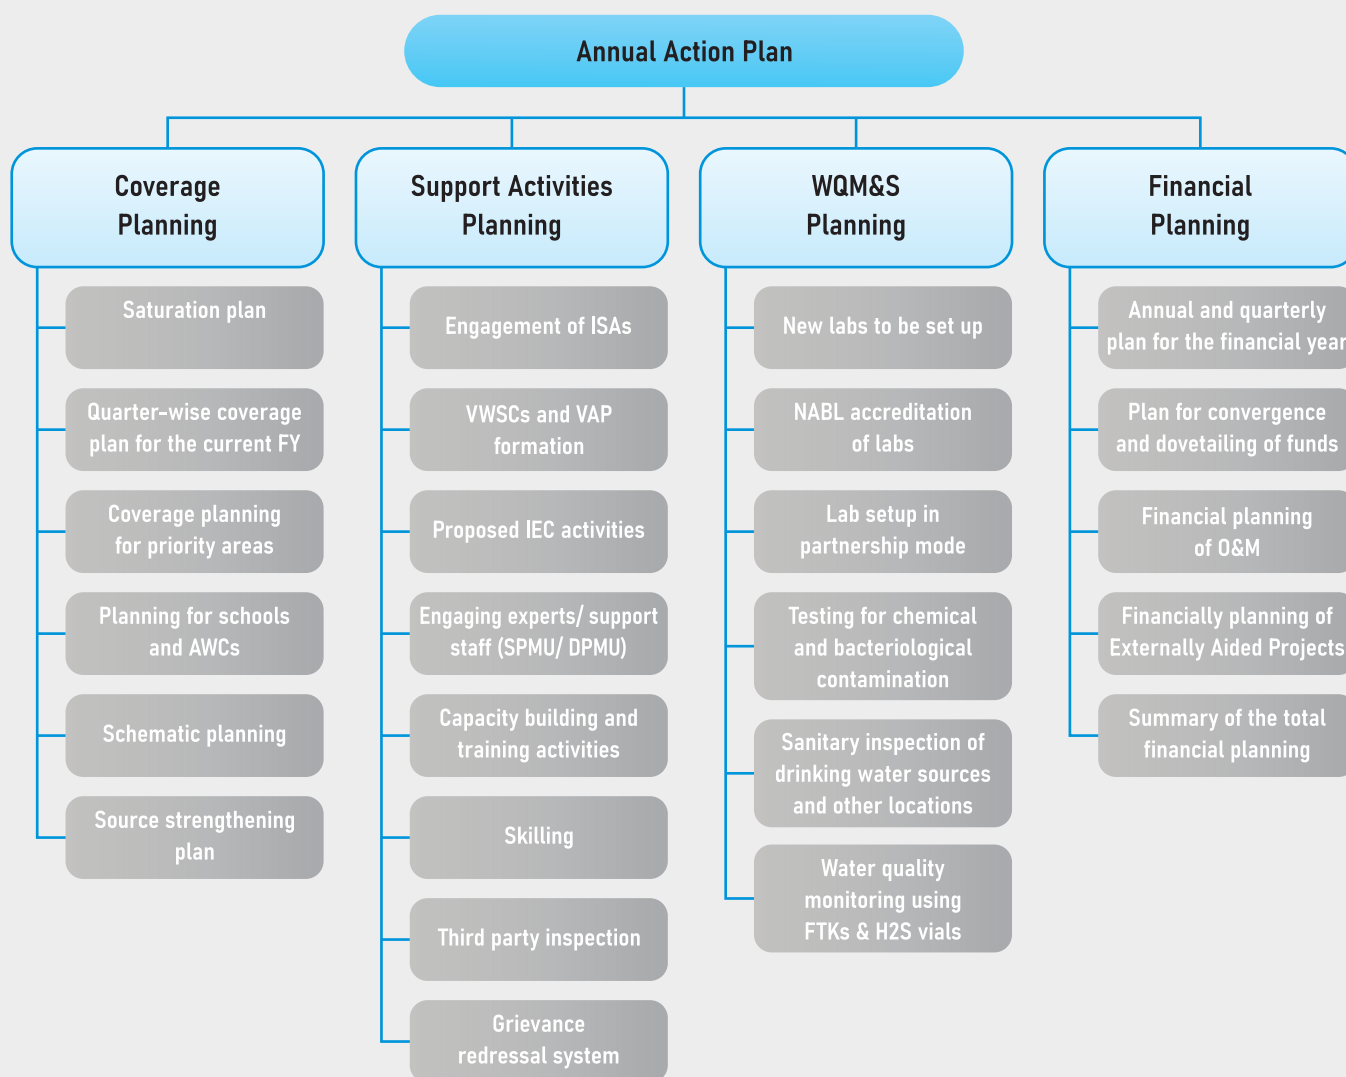 Annual Action Plan
Coverage
Planning
Saturation plan
Quarter-wise coverage
plan for the current FY
Coverage planning
for priority areas
Planning for schools
and AWCs
Schematic planning
Source strengthening
plan
Support Activities
Planning
Engagement of ISAs
VWSCs and VAP
formation
Proposed IEC activities
Engaging experts/ support
staff (SPMU/ DPMU)
Capacity building and
training activities
Skilling
Third party inspection
Grievance
redressal system
WQM&S
Planning
New labs to be set up
NABL accreditation
of labs
Lab setup in
partnership mode
Testing for chemical
and bacteriological
contamination
Sanitary inspection of
drinking water sources
and other locations
Water quality
monitoring using
FTKs & H2S vials
Financial
Planning
Annual and quarterly
plan for the financial year
Plan for convergence
and dovetailing of funds
Financial planning
of O&M
Financially planning of
Externally Aided Projects
Summary of the total
financial planning